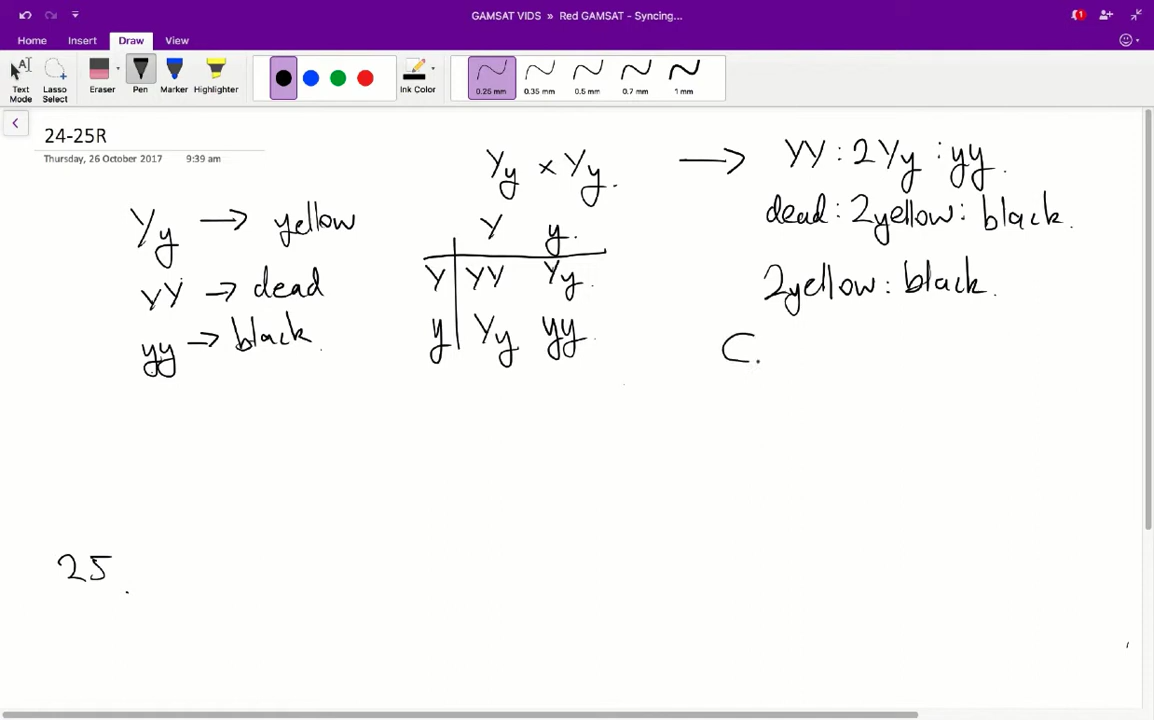 GAMSAT VIDS » Red GAMSAT - Syncing...
1
Home Insert Draw View
Text Mode Lasso Select Eraser Pen Marker Highlighter Ink Color 0.25 mm 0.35 mm 0.5 mm 0.7 mm 1 mm
24-25R
Thursday, 26 October 2017 9:39 am
Yy → yellow
YY → dead
yy → black.
Yy × Yy.
Y y.
Y YY Yy.
y Yy yy.
→ YY : 2Yy : yy.
dead : 2yellow : black.
2yellow : black.
C.
25.